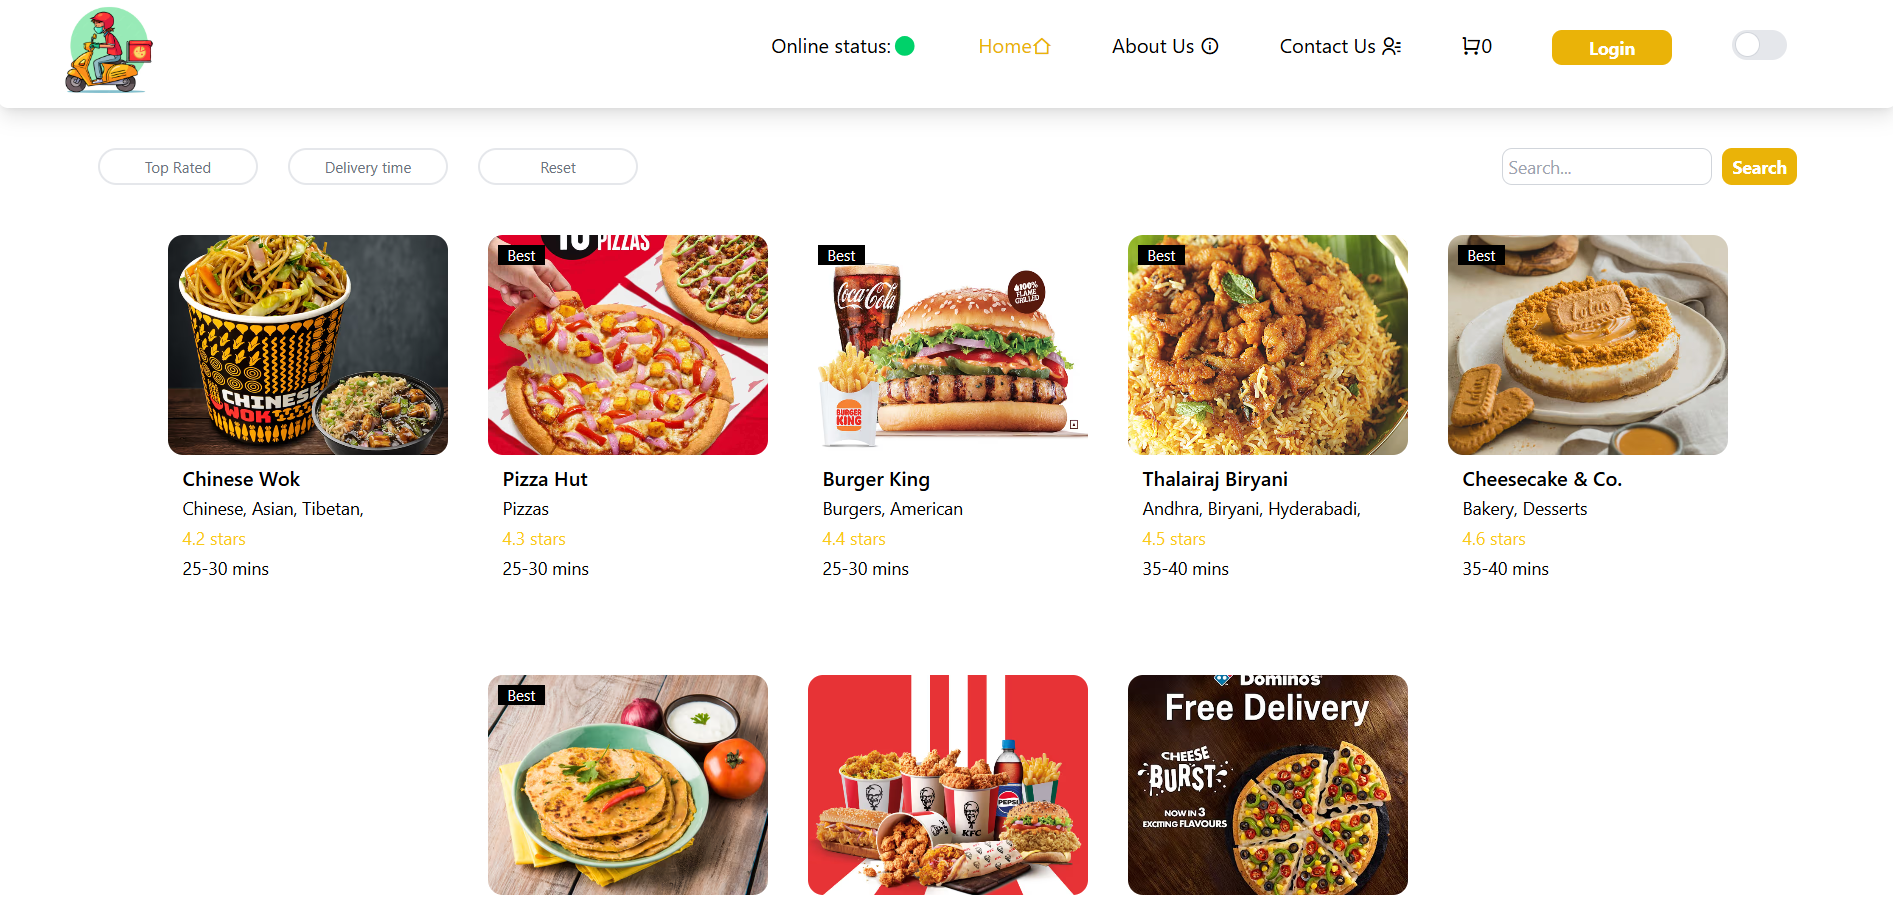 Online status:
Home
About Us
Contact Us
0
Login
Top Rated
Delivery time
Reset
Search...
Search
CHINESE
WOK
Best
10 PIZZAS
Best
Coca-Cola
100%
FLAME
GRILLED
BURGER
KING
Best
Best
Lotus
Chinese Wok
Chinese, Asian, Tibetan,
4.2 stars
25-30 mins
Pizza Hut
Pizzas
4.3 stars
25-30 mins
Burger King
Burgers, American
4.4 stars
25-30 mins
Thalairaj Biryani
Andhra, Biryani, Hyderabadi,
4.5 stars
35-40 mins
Cheesecake & Co.
Bakery, Desserts
4.6 stars
35-40 mins
Best
PEPSI
KFC
Domino's
Free Delivery
CHEESE
BURST
NOW IN 3
EXCITING FLAVOURS